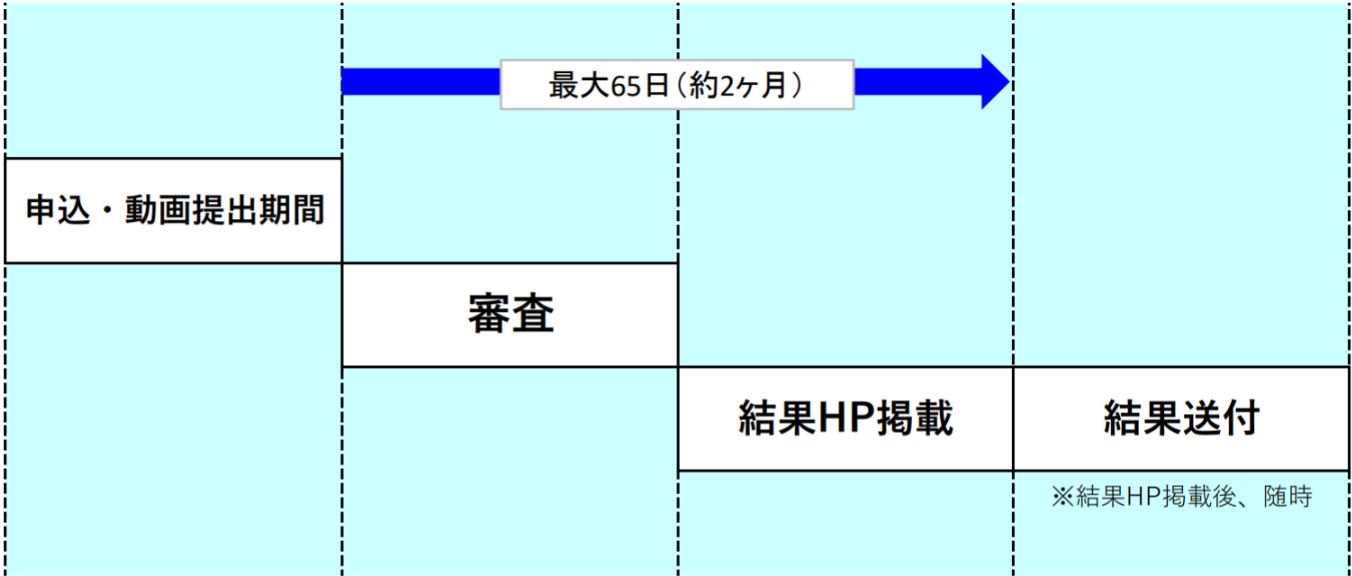 最大65日（約2ヶ月）
申込・動画提出期間
審査
結果HP掲載
結果送付
※結果HP掲載後、随時